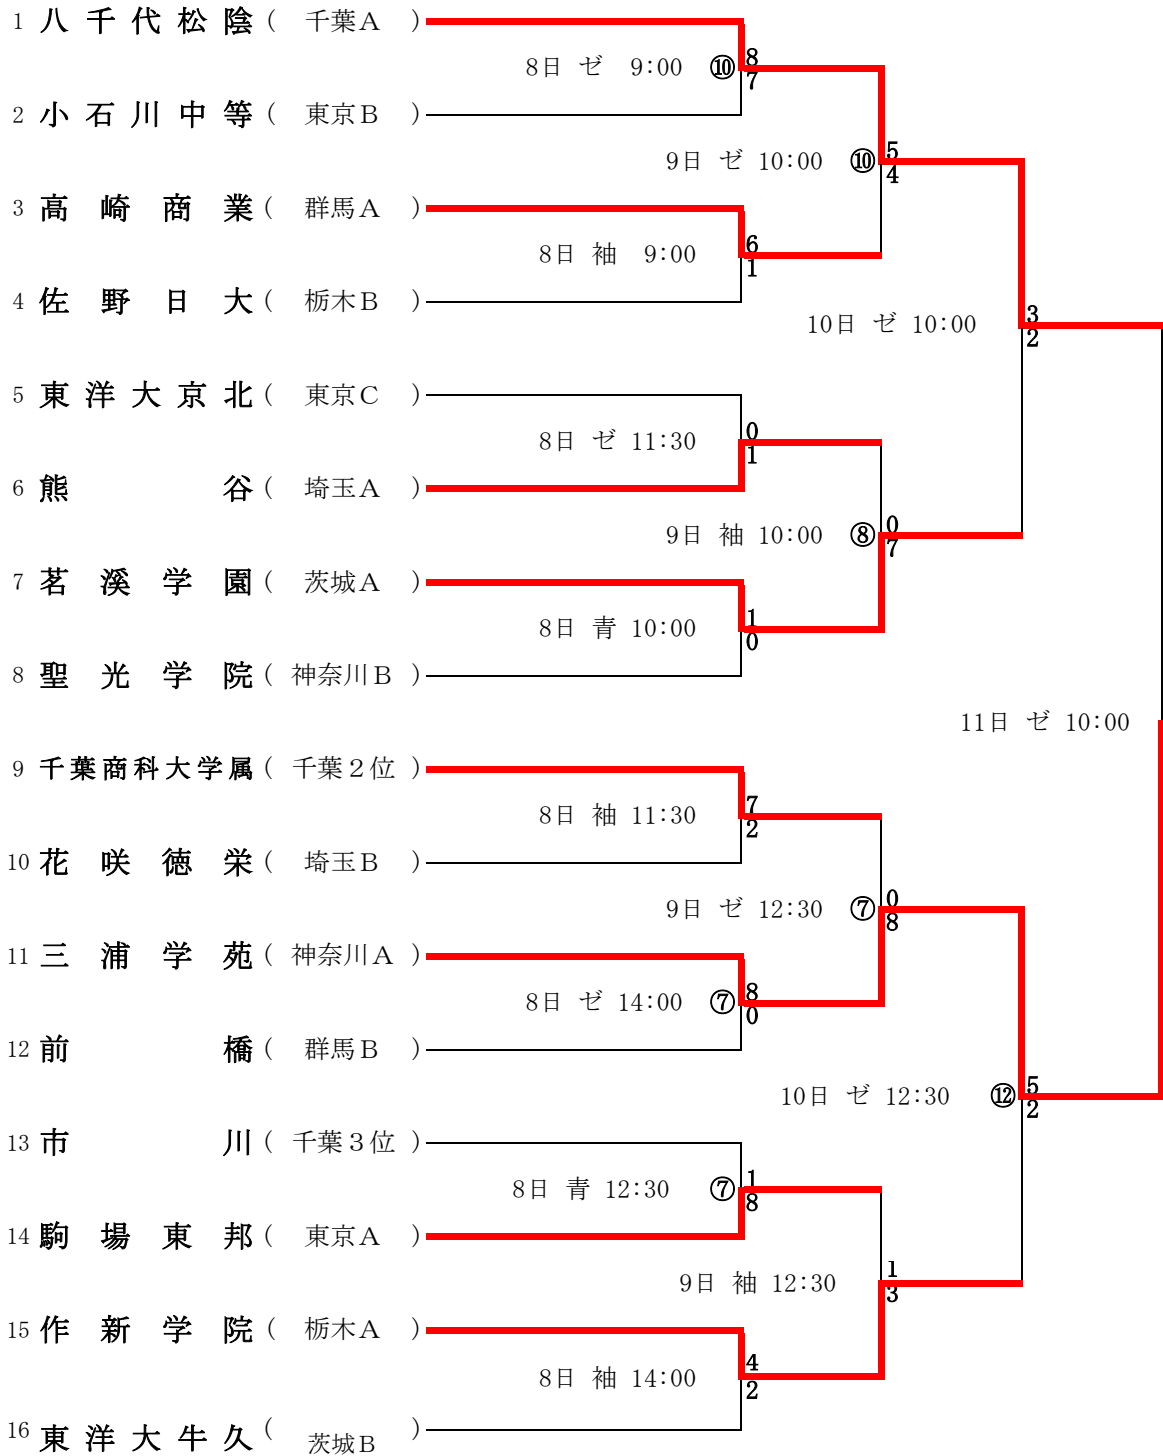 1 八千代松陰 ( 千葉A )
8日 ゼ 9:00 ⑩ 8
7
2 小石川中等 ( 東京B )
9日 ゼ 10:00 ⑩ 5
4
3 高崎商業 ( 群馬A )
8日 袖 9:00 6
1
4 佐野日大 ( 栃木B )
10日 ゼ 10:00 3
2
5 東洋大京北 ( 東京C )
8日 ゼ 11:30 0
1
6 熊谷 ( 埼玉A )
9日 袖 10:00 ⑧ 0
7
7 茗溪学園 ( 茨城A )
8日 青 10:00 1
0
8 聖光学院 ( 神奈川B )
11日 ゼ 10:00
9 千葉商科大学属 ( 千葉2位 )
8日 袖 11:30 7
2
10 花咲徳栄 ( 埼玉B )
9日 ゼ 12:30 ⑦ 0
8
11 三浦学苑 ( 神奈川A )
8日 ゼ 14:00 ⑦ 8
0
12 前橋 ( 群馬B )
10日 ゼ 12:30 ⑫ 5
2
13 市川 ( 千葉3位 )
8日 青 12:30 ⑦ 1
8
14 駒場東邦 ( 東京A )
9日 袖 12:30 1
3
15 作新学院 ( 栃木A )
8日 袖 14:00 4
2
16 東洋大牛久 ( 茨城B )